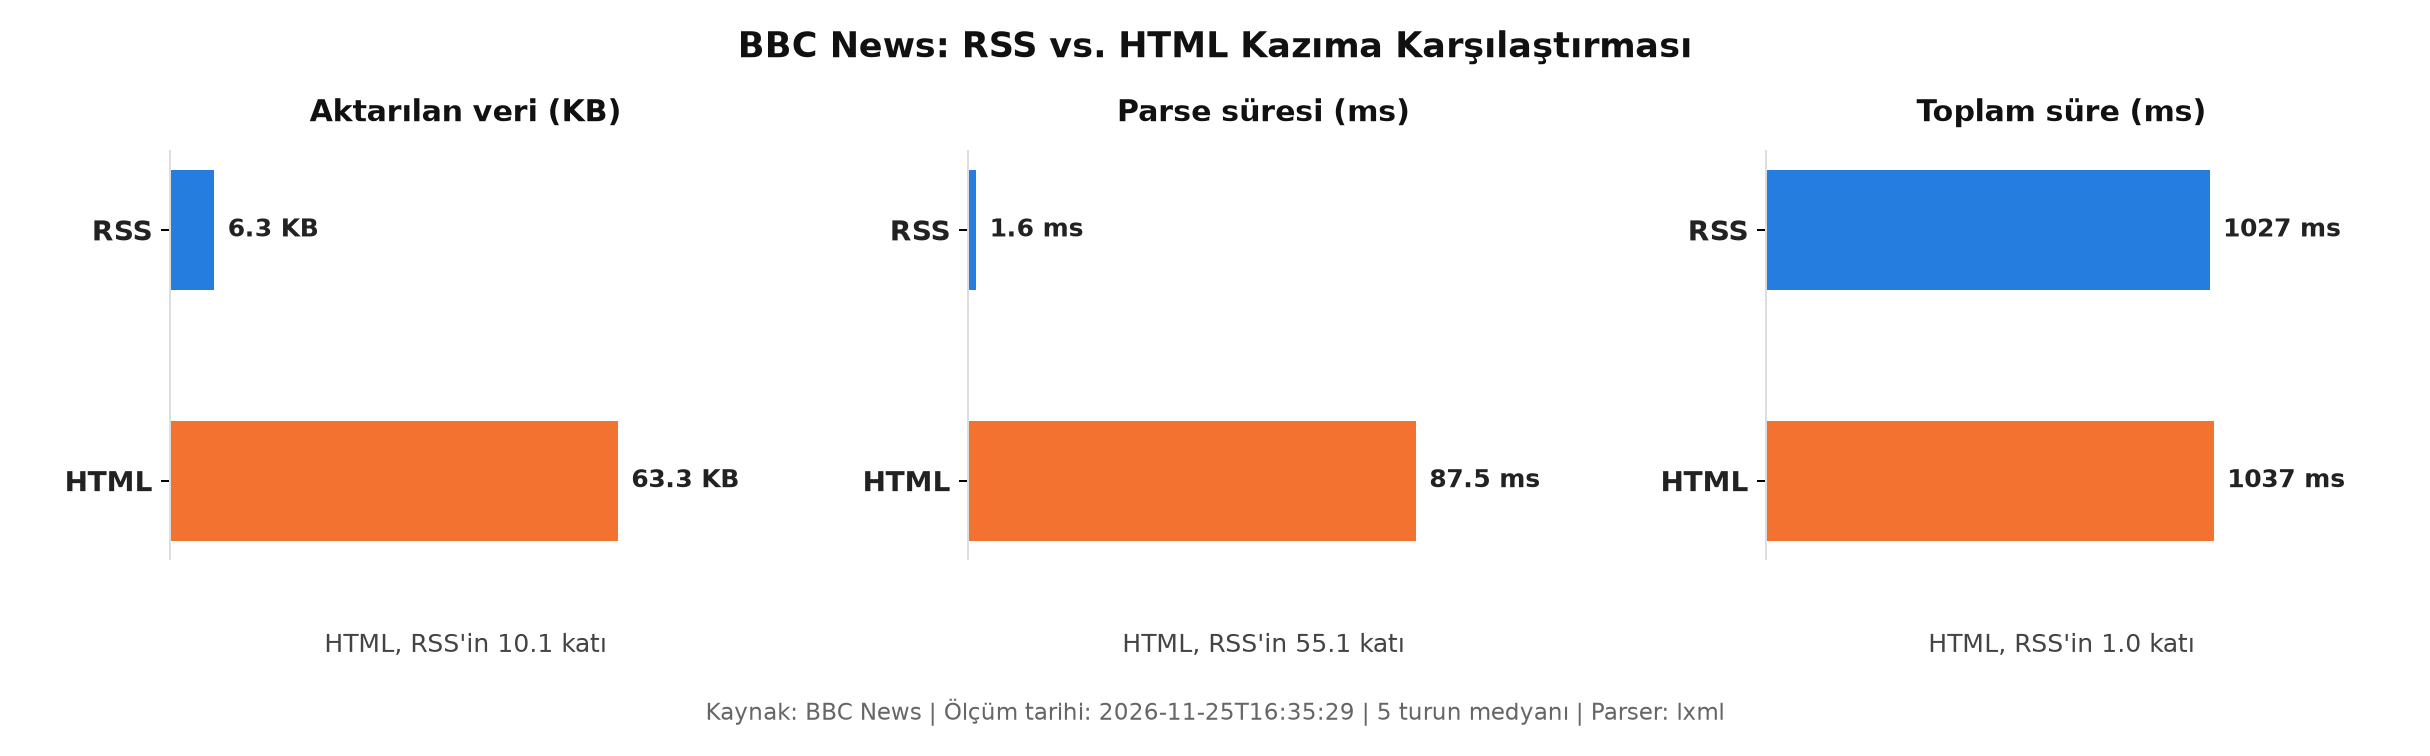 BBC News: RSS vs. HTML Kazıma Karşılaştırması
Aktarılan veri (KB)
RSS
6.3 KB
HTML
63.3 KB
HTML, RSS'in 10.1 katı
Parse süresi (ms)
RSS
1.6 ms
HTML
87.5 ms
HTML, RSS'in 55.1 katı
Toplam süre (ms)
RSS
1027 ms
HTML
1037 ms
HTML, RSS'in 1.0 katı
Kaynak: BBC News | Ölçüm tarihi: 2026-11-25T16:35:29 | 5 turun medyanı | Parser: lxml